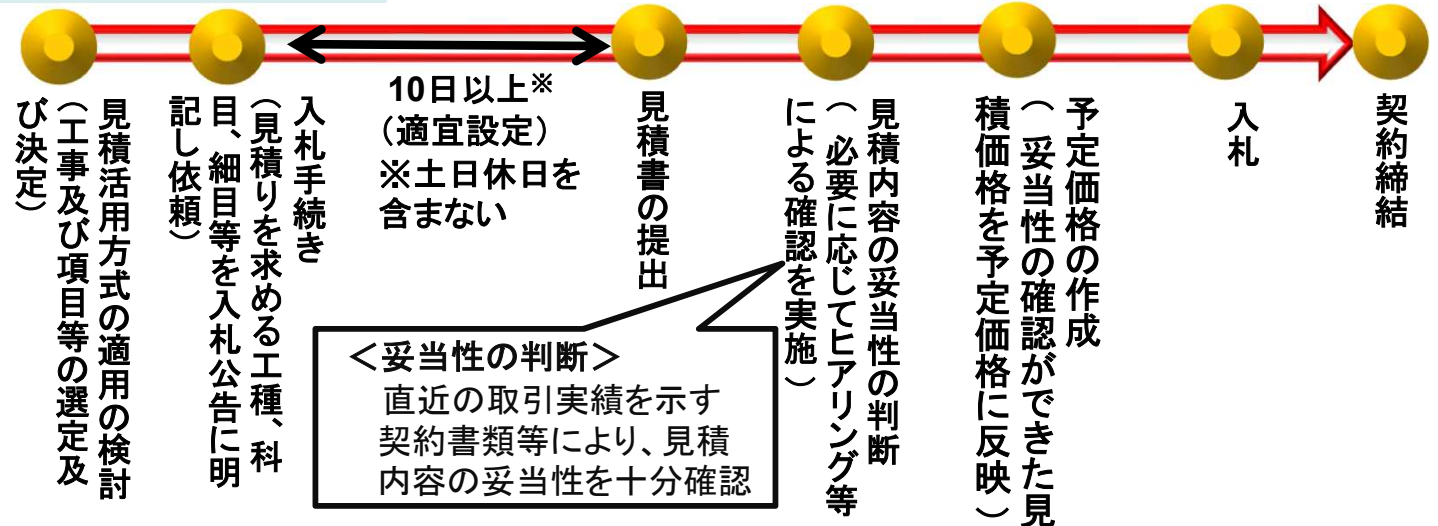 見積活用方式の適用の検討
（工事及び項目等の選定及
び決定）
入札手続き
（見積りを求める工種、科
目、細目等を入札公告に明
記し依頼）
10日以上※
（適宜設定）
※土日休日を
含まない
見積書の提出
見積内容の妥当性の判断
（必要に応じてヒアリング等
による確認を実施）
＜妥当性の判断＞
直近の取引実績を示す
契約書類等により、見積
内容の妥当性を十分確認
予定価格の作成
（妥当性の確認ができた見
積価格を予定価格に反映）
入札
契約締結